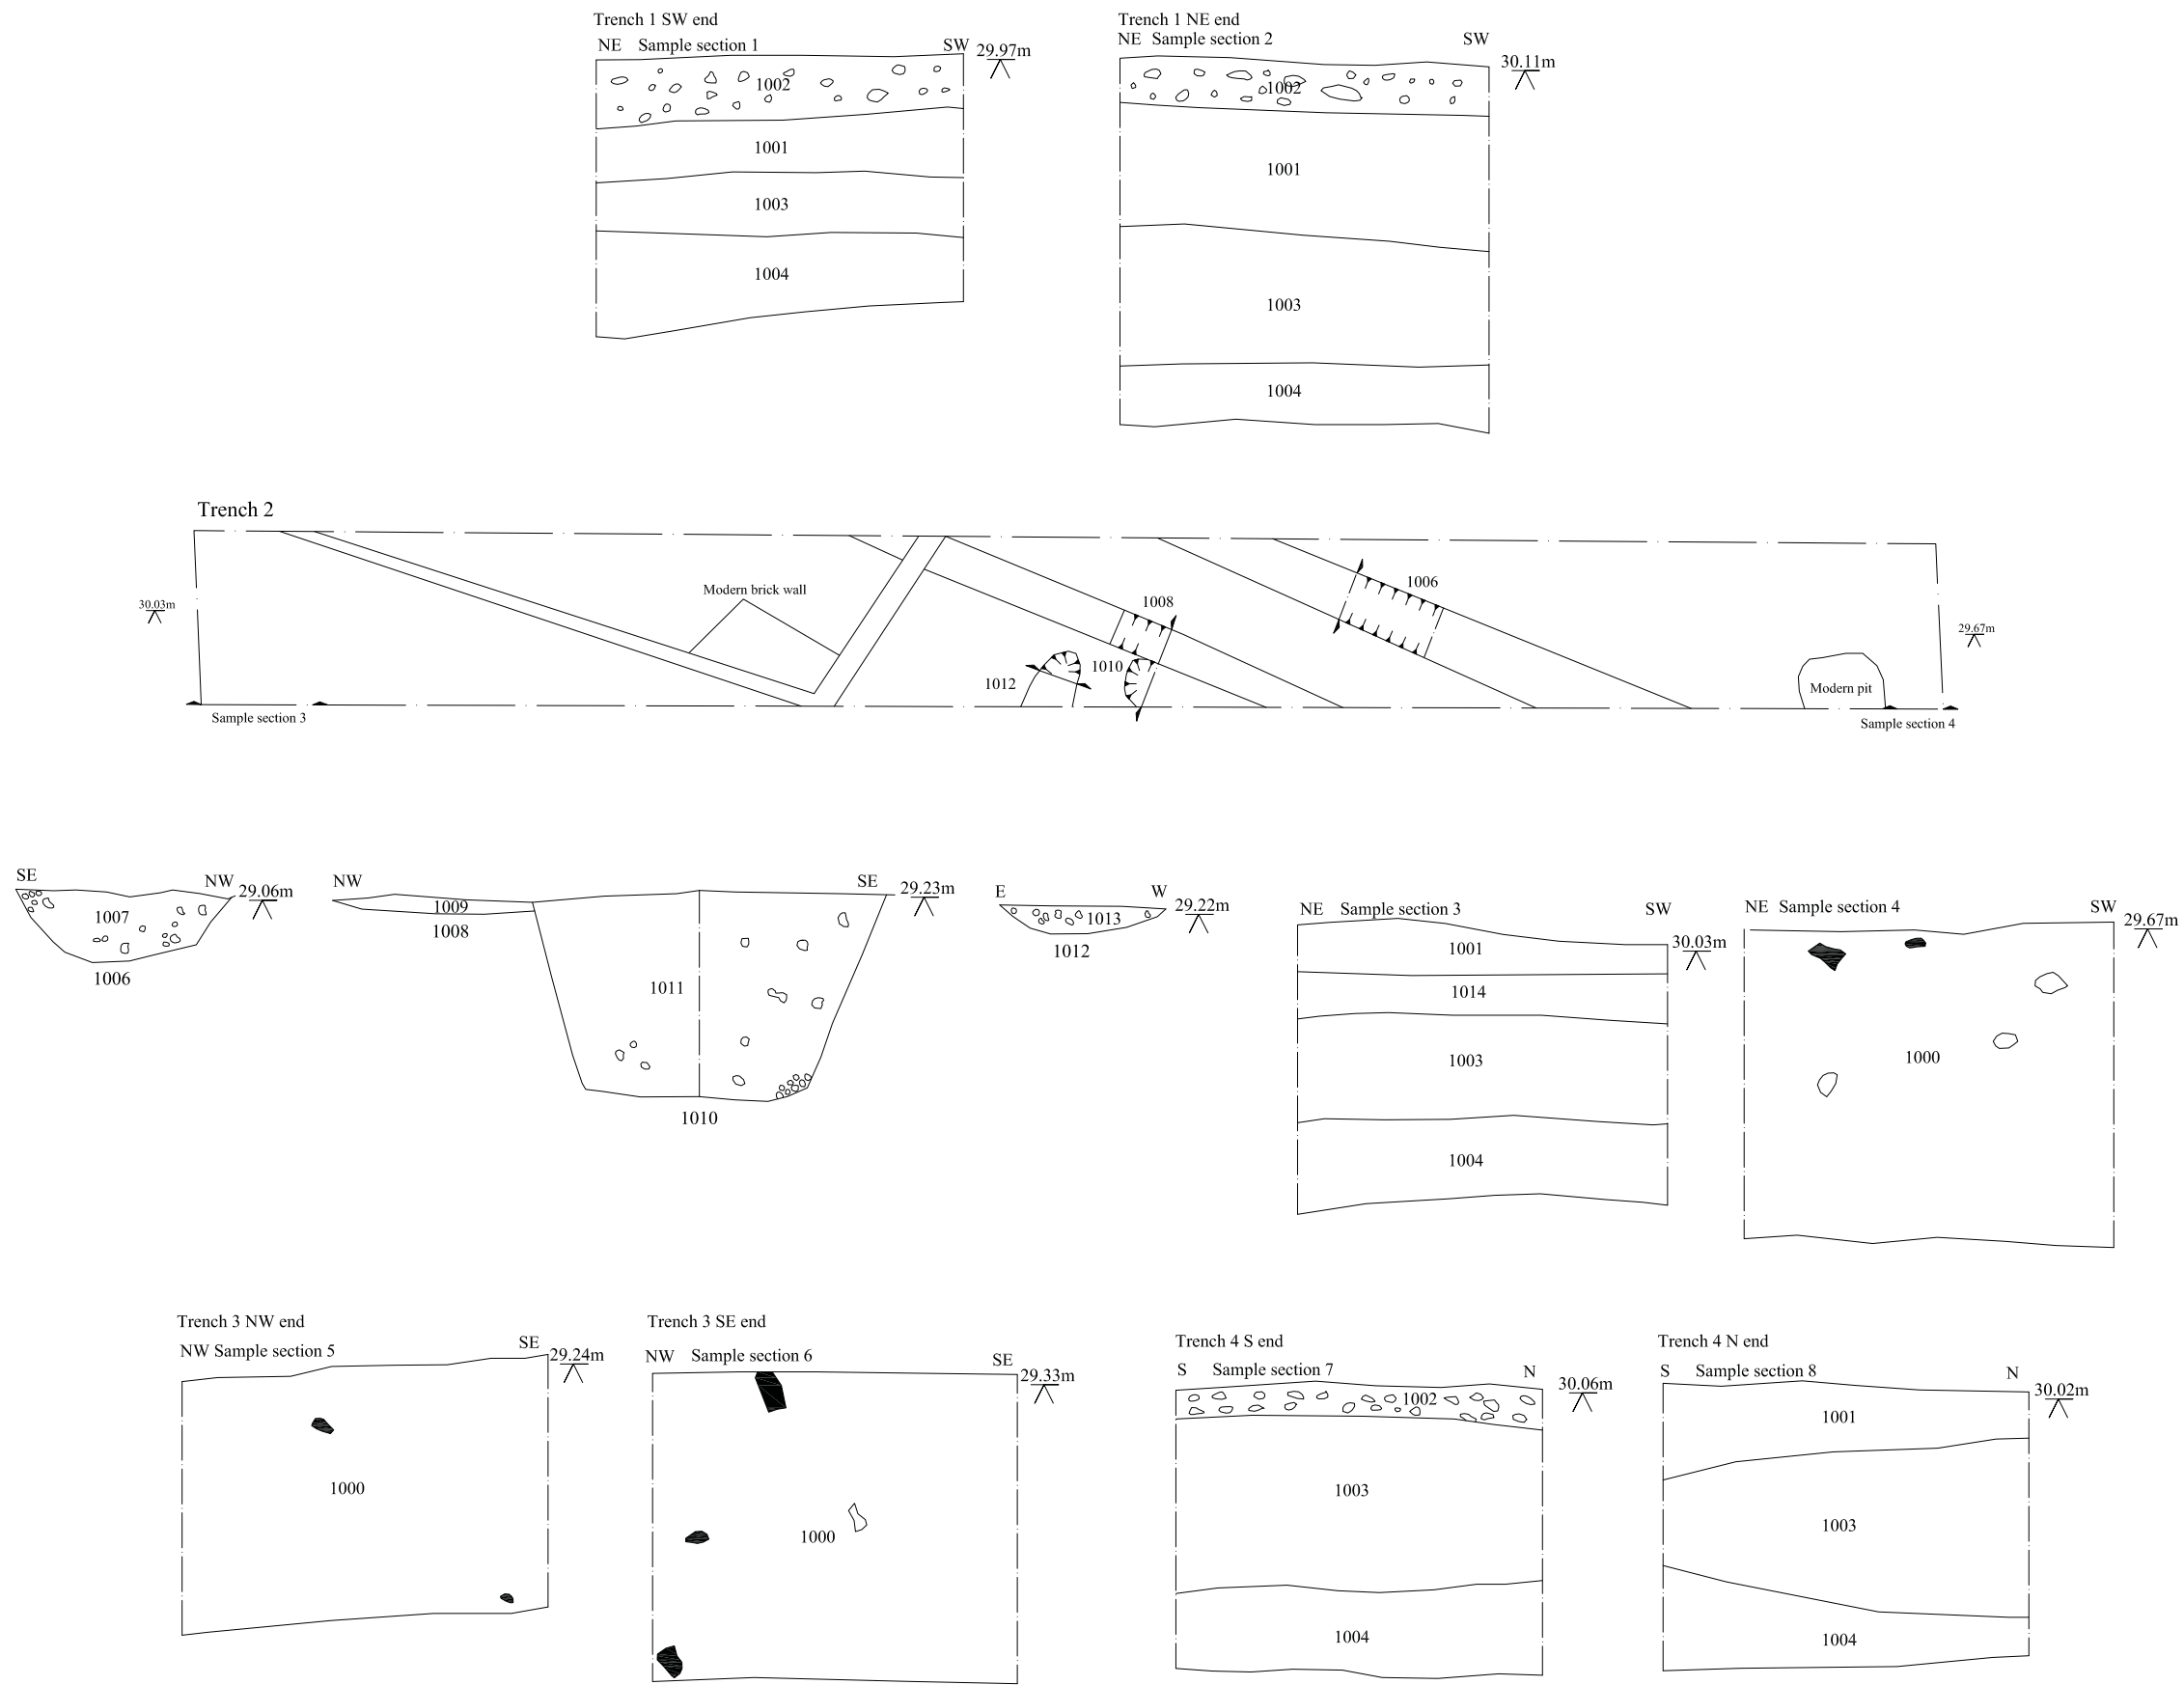 Trench 1 SW end
NE Sample section 1 SW 29.97m
1002
1001
1003
1004
Trench 1 NE end
NE Sample section 2 SW
30.11m
1002
1001
1003
1004
Trench 2
Modern brick wall
1006
1008
30.03m
29.67m
1010
1012
Modern pit
Sample section 3
Sample section 4
SE
NW 29.06m
1007
1006
NW
SE 29.23m
1009
1008
1011
1010
E W
29.22m
1013
1012
NE Sample section 3 SW
30.03m
1001
1014
1003
1004
NE Sample section 4 SW
29.67m
1000
Trench 3 NW end
NW Sample section 5 SE
29.24m
1000
Trench 3 SE end
NW Sample section 6 SE
29.33m
1000
Trench 4 S end
S Sample section 7 N
30.06m
1002
1003
1004
Trench 4 N end
S Sample section 8 N
30.02m
1001
1003
1004